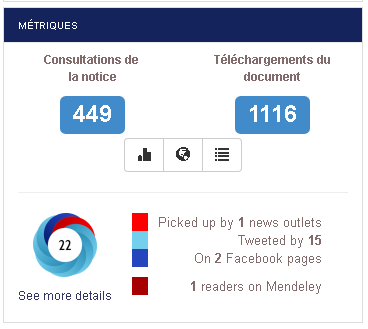 MÉTRIQUES
Consultations de
la notice
449
Téléchargements du
document
1116
22
See more details
Picked up by 1 news outlets
Tweeted by 15
On 2 Facebook pages
1 readers on Mendeley